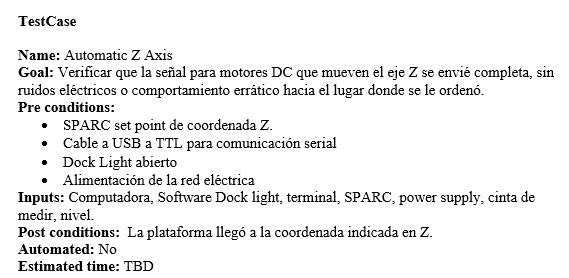 TestCase
Name: Automatic Z Axis
Goal: Verificar que la señal para motores DC que mueven el eje Z se envié completa, sin
ruidos eléctricos o comportamiento errático hacia el lugar donde se le ordenó.
Pre conditions:
• SPARC set point de coordenada Z.
• Cable a USB a TTL para comunicación serial
• Dock Light abierto
• Alimentación de la red eléctrica
Inputs: Computadora, Software Dock light, terminal, SPARC, power supply, cinta de
medir, nivel.
Post conditions: La plataforma llegó a la coordenada indicada en Z.
Automated: No
Estimated time: TBD